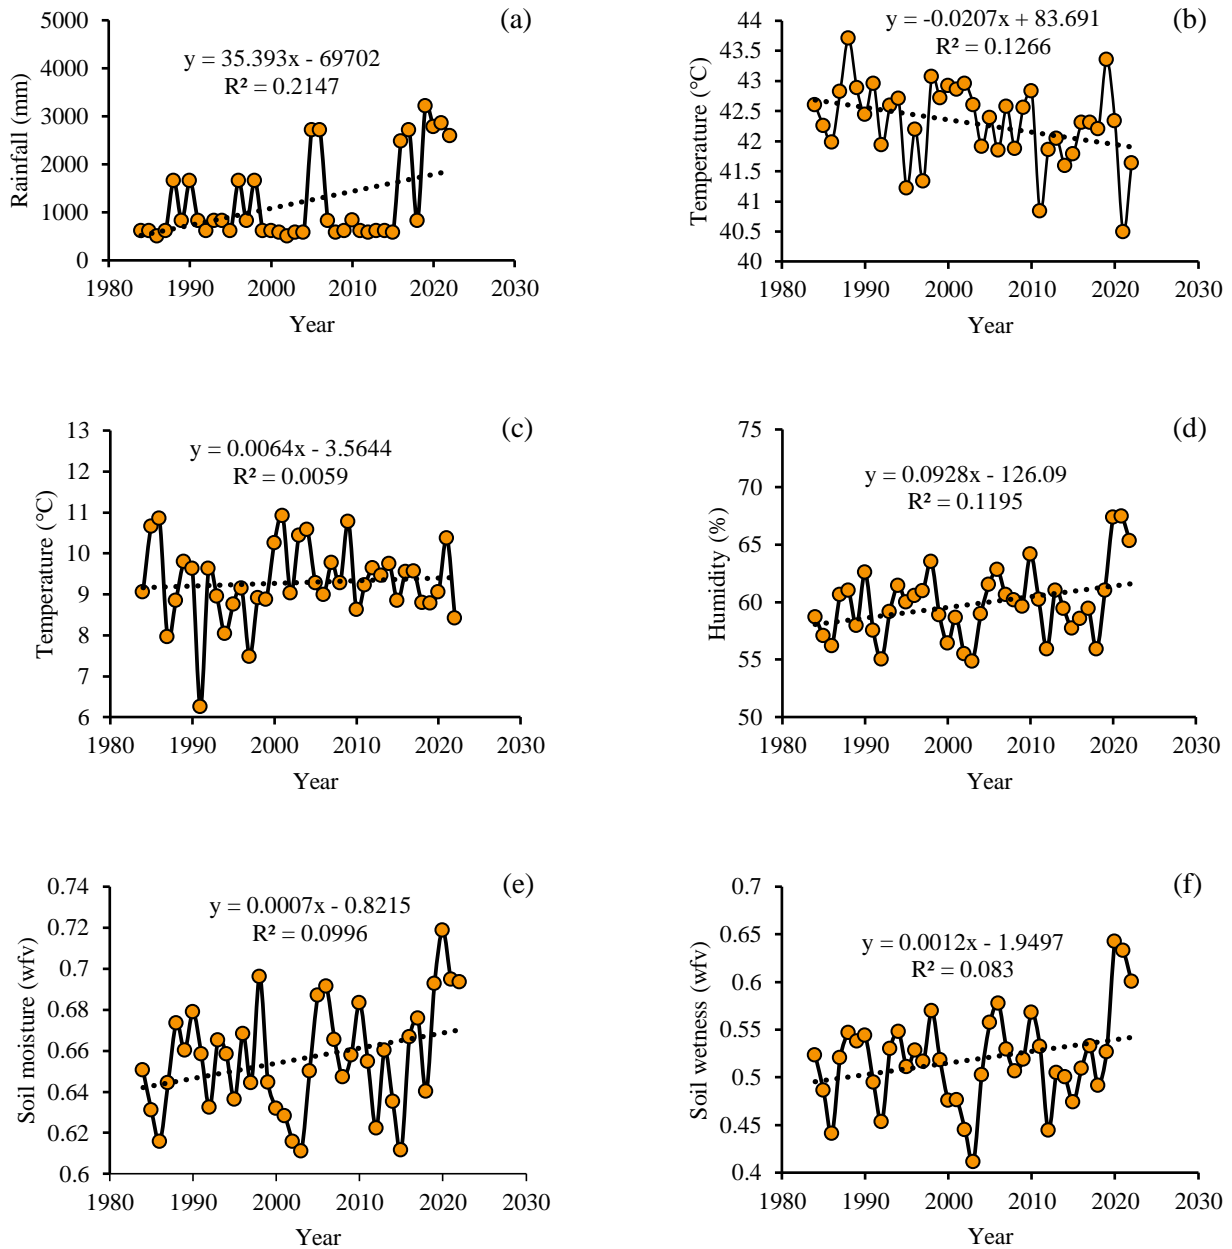 (a)
y = 35.393x - 69702
R² = 0.2147
Rainfall (mm)
5000
4000
3000
2000
1000
0
1980 1990 2000 2010 2020 2030
Year
(b)
y = -0.0207x + 83.691
R² = 0.1266
Temperature (°C)
44
43.5
43
42.5
42
41.5
41
40.5
40
1980 1990 2000 2010 2020 2030
Year
(c)
y = 0.0064x - 3.5644
R² = 0.0059
Temperature (°C)
13
12
11
10
9
8
7
6
1980 1990 2000 2010 2020 2030
Year
(d)
y = 0.0928x - 126.09
R² = 0.1195
Humidity (%)
75
70
65
60
55
50
1980 1990 2000 2010 2020 2030
Year
(e)
y = 0.0007x - 0.8215
R² = 0.0996
Soil moisture (wfv)
0.74
0.72
0.7
0.68
0.66
0.64
0.62
0.6
1980 1990 2000 2010 2020 2030
Year
(f)
y = 0.0012x - 1.9497
R² = 0.083
Soil wetness (wfv)
0.7
0.65
0.6
0.55
0.5
0.45
0.4
1980 1990 2000 2010 2020 2030
Year